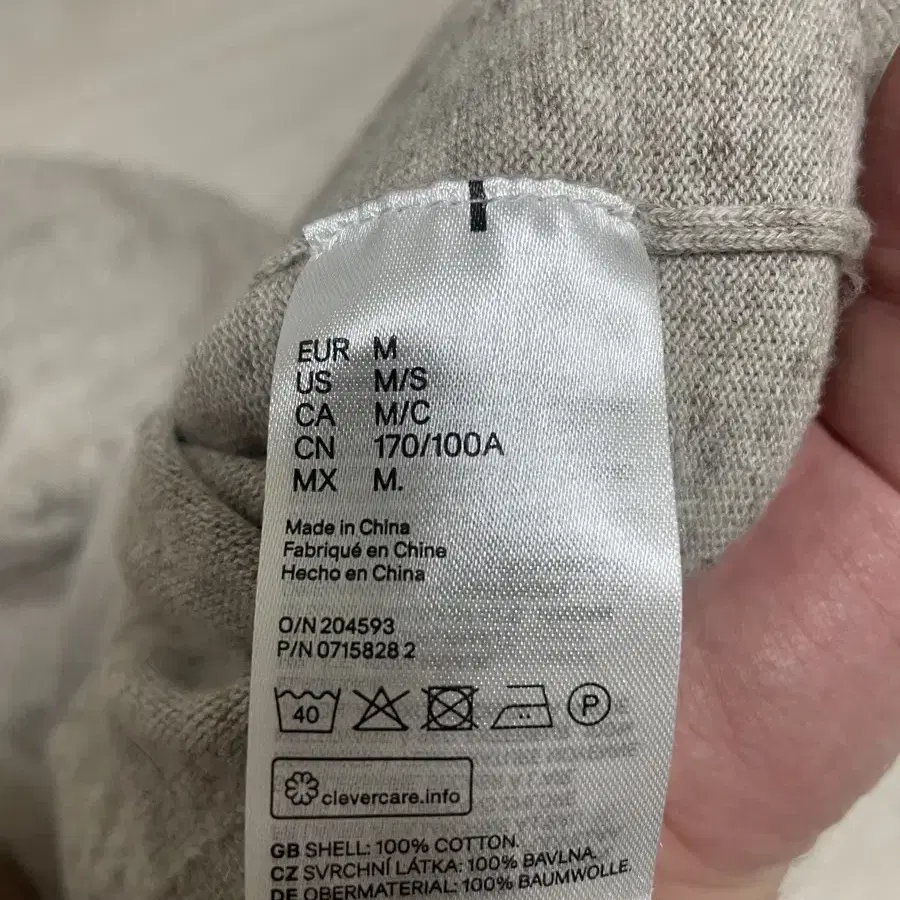 EUR M
US M/S
CA M/C
CN 170/100A
MX M.
Made in China
Fabriqué en Chine
Hecho en China
O/N 204593
P/N 0715828 2
40
P
clevercare.info
GB SHELL: 100% COTTON.
CZ SVRCHNÍ LÁTKA: 100% BAVLNA.
DE OBERMATERIAL: 100% BAUMWOLLE.